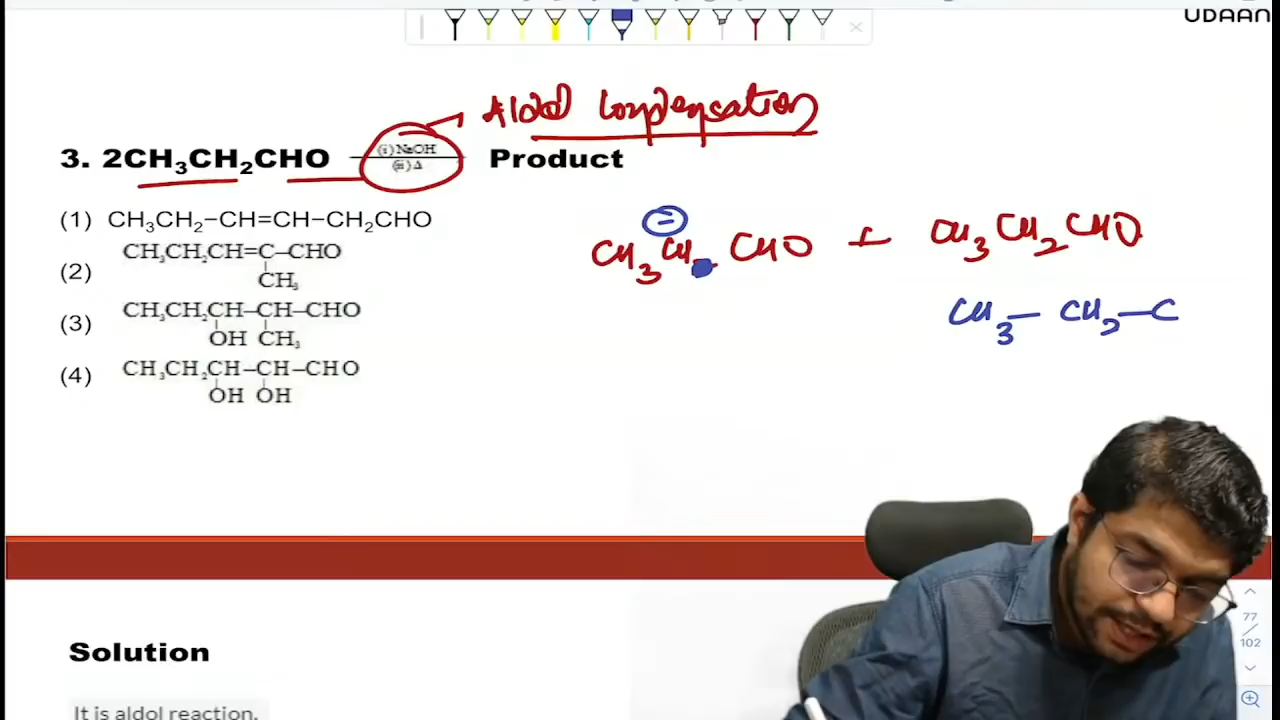 UDAAN
Aldol Condensation
3. 2CH₃CH₂CHO (i) NaOH (ii) Δ Product
(1) CH₃CH₂−CH=CH−CH₂CHO
(2) CH₃CH₂CH=C−CHO
CH₃
(3) CH₃CH₂CH−CH−CHO
OH CH₃
(4) CH₃CH₂CH−CH−CHO
OH OH
CH₃CH CHO + CH₃CH₂CHO
CH₃− CH₂−C
77
/
102
Solution
It is aldol reaction.